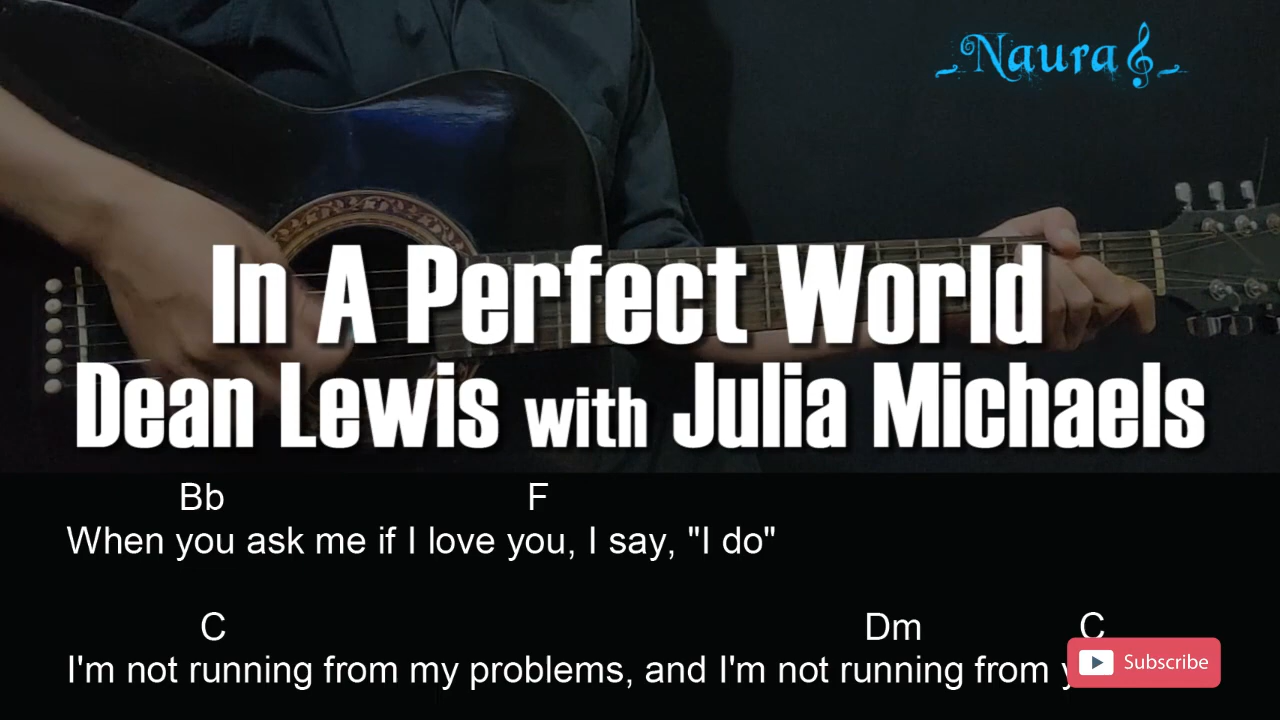 Naura
In A Perfect World
Dean Lewis with Julia Michaels
Bb F
When you ask me if I love you, I say, "I do"
C Dm C
I'm not running from my problems, and I'm not running from
Subscribe